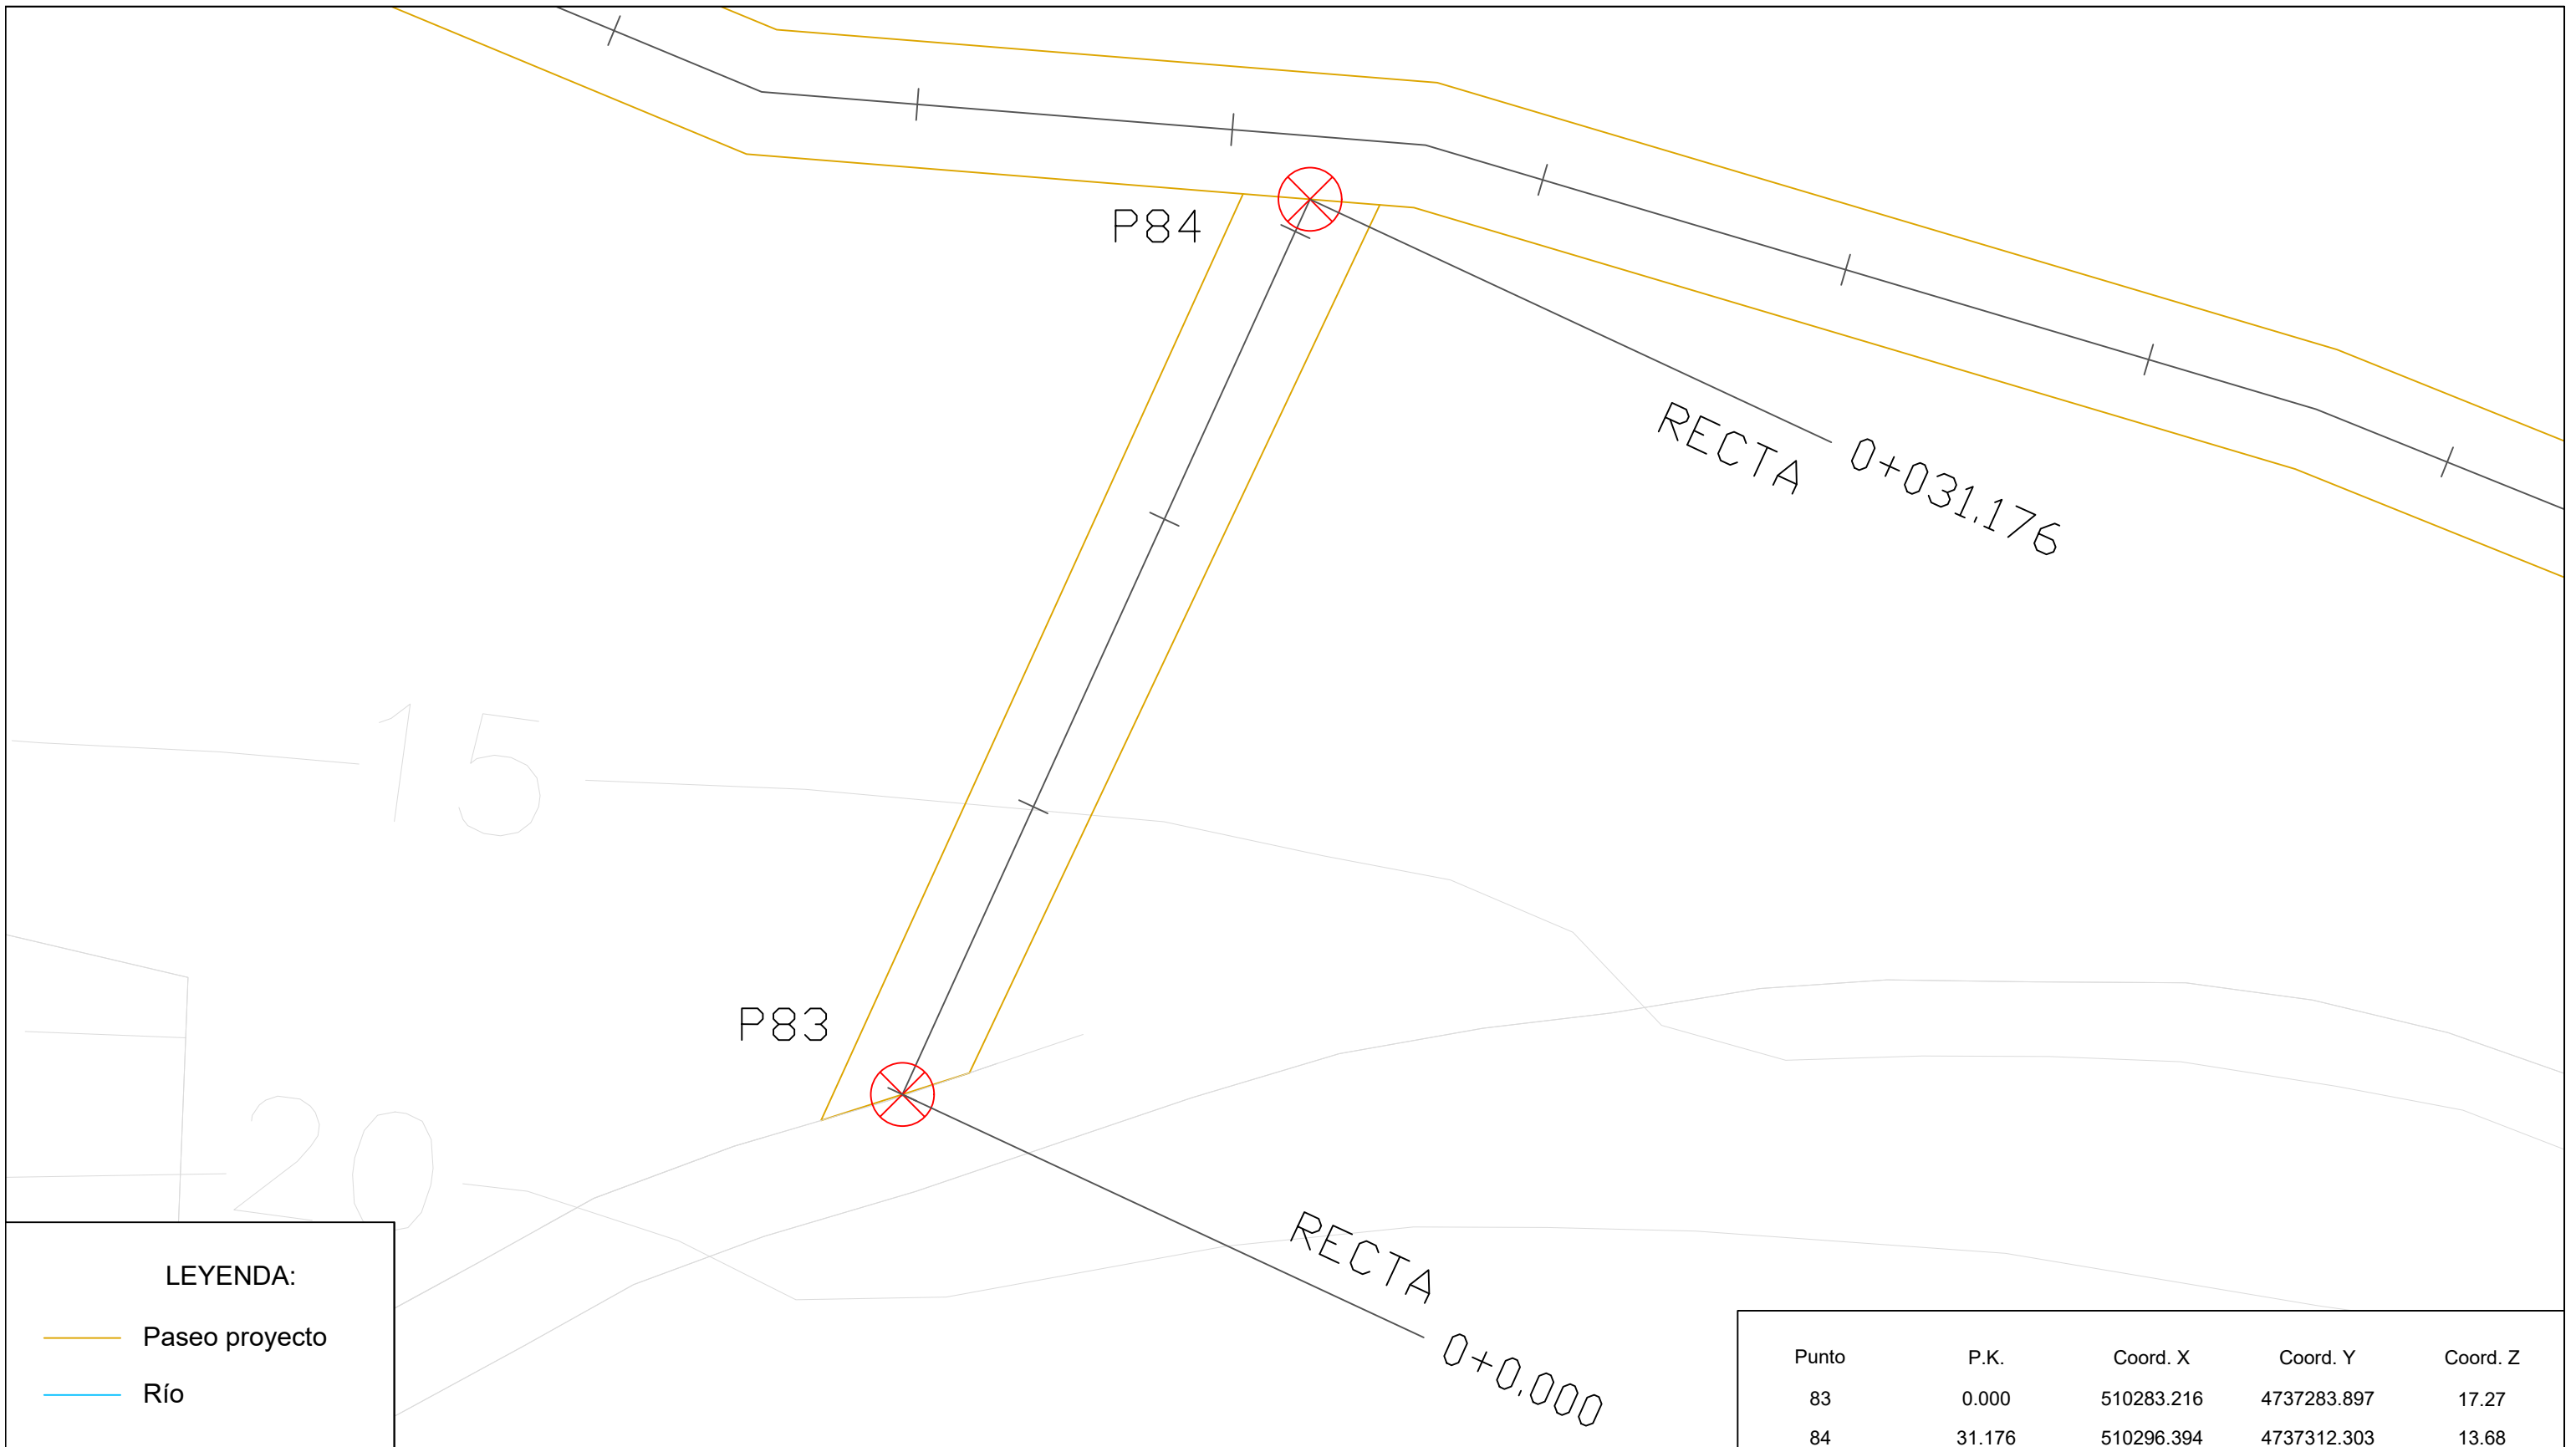 P84
RECTA
0+031.176
15
P83
20
RECTA
0+0.000
LEYENDA:
Paseo proyecto
Río
Punto P.K. Coord. X Coord. Y Coord. Z
83 0.000 510283.216 4737283.897 17.27
84 31.176 510296.394 4737312.303 13.68